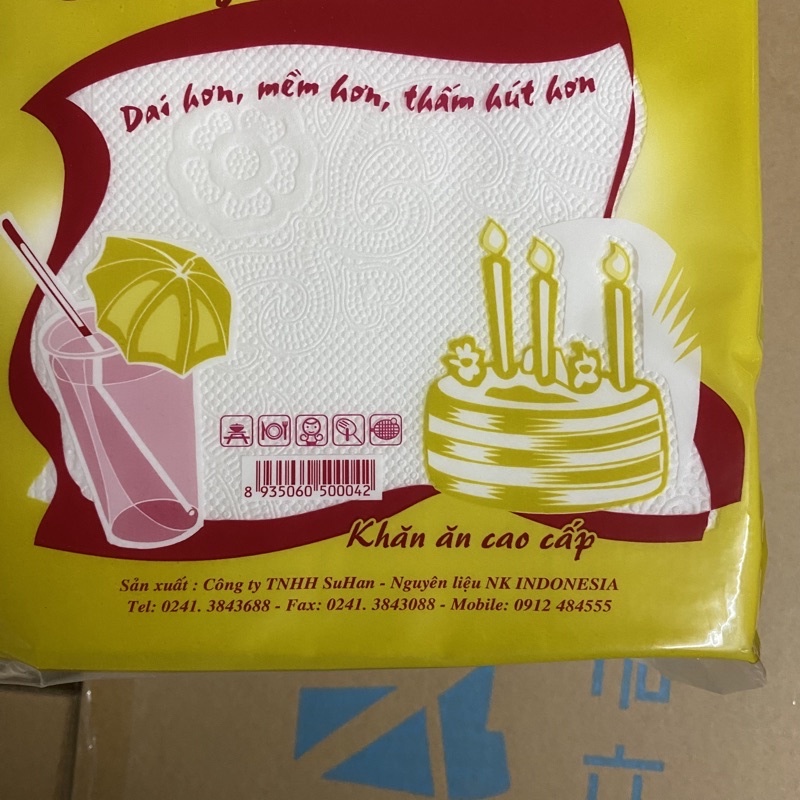 Dai hơn, mềm hơn, thấm hút hơn
8 935060 500042
Khăn ăn cao cấp
Sản xuất : Công ty TNHH SuHan - Nguyên liệu NK INDONESIA
Tel: 0241. 3843688 - Fax: 0241. 3843088 - Mobile: 0912 484555